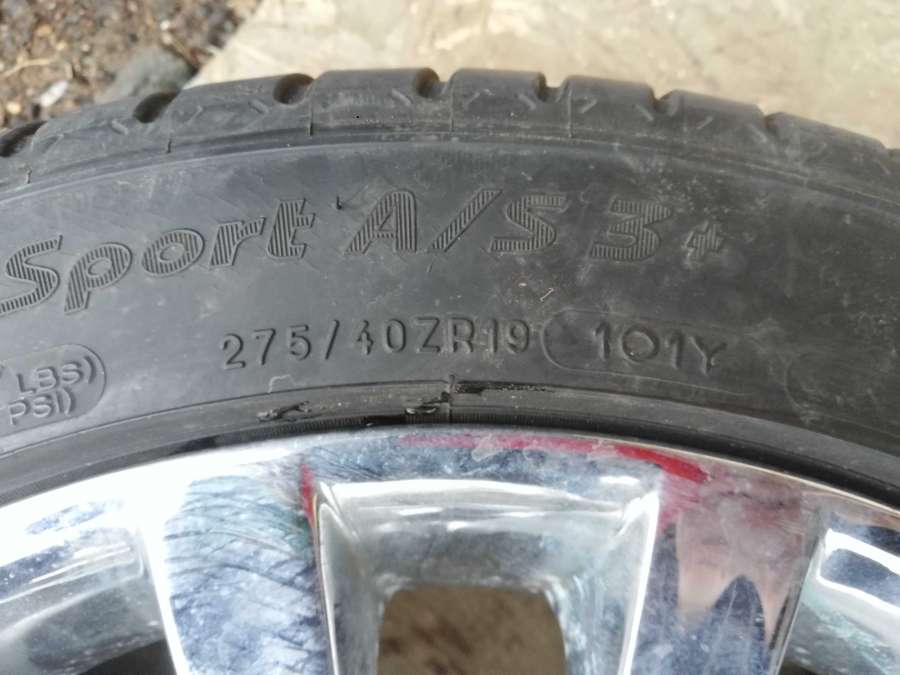 Sport A/S 3+
275/40ZR19 101Y
LBS)
PSI)